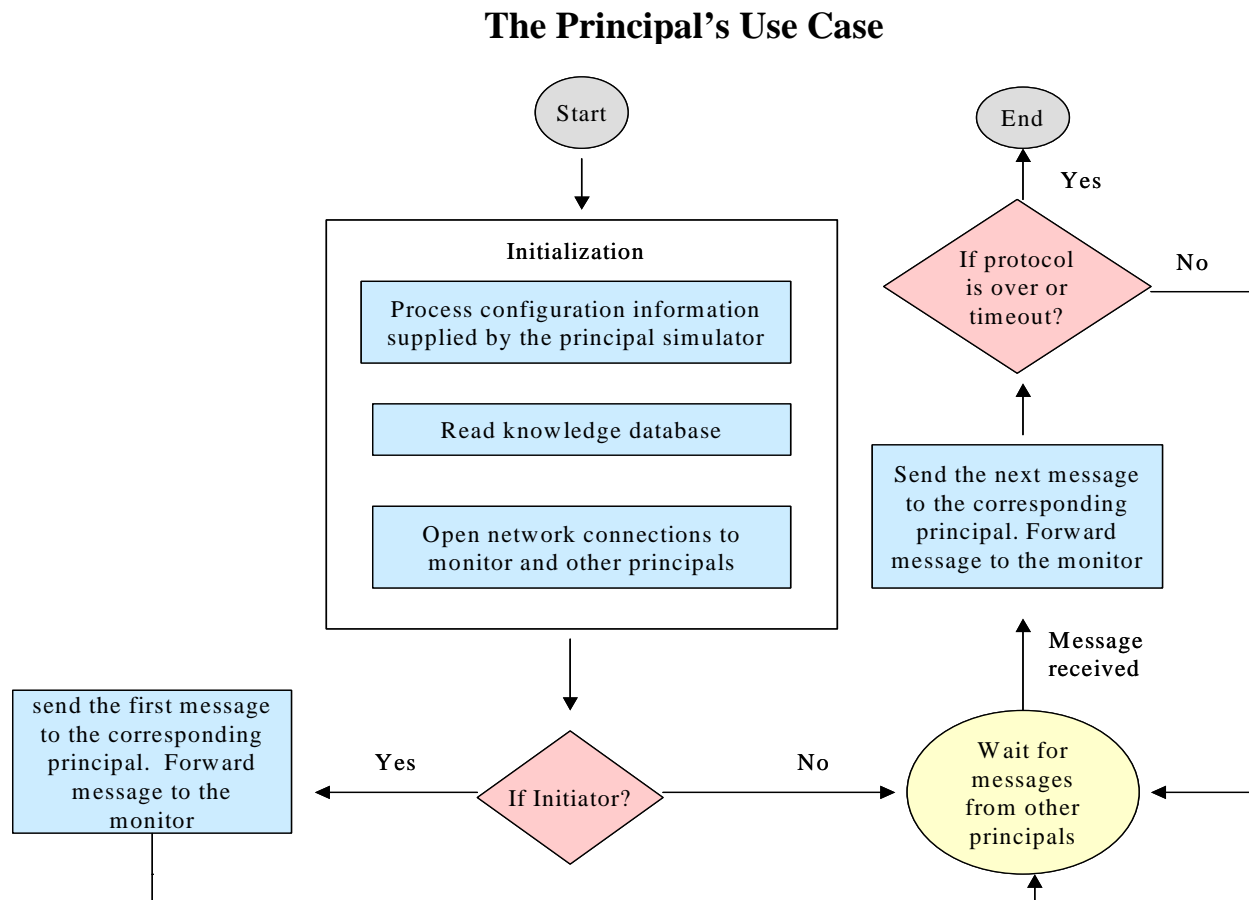 The Principal's Use Case
Start
Initialization
Process configuration information
supplied by the principal simulator
Read knowledge database
Open network connections to
monitor and other principals
If Initiator?
Yes
No
send the first message
to the corresponding
principal. Forward
message to the
monitor
Wait for
messages
from other
principals
Message
received
Send the next message
to the corresponding
principal. Forward
message to the monitor
If protocol
is over or
timeout?
Yes
No
End